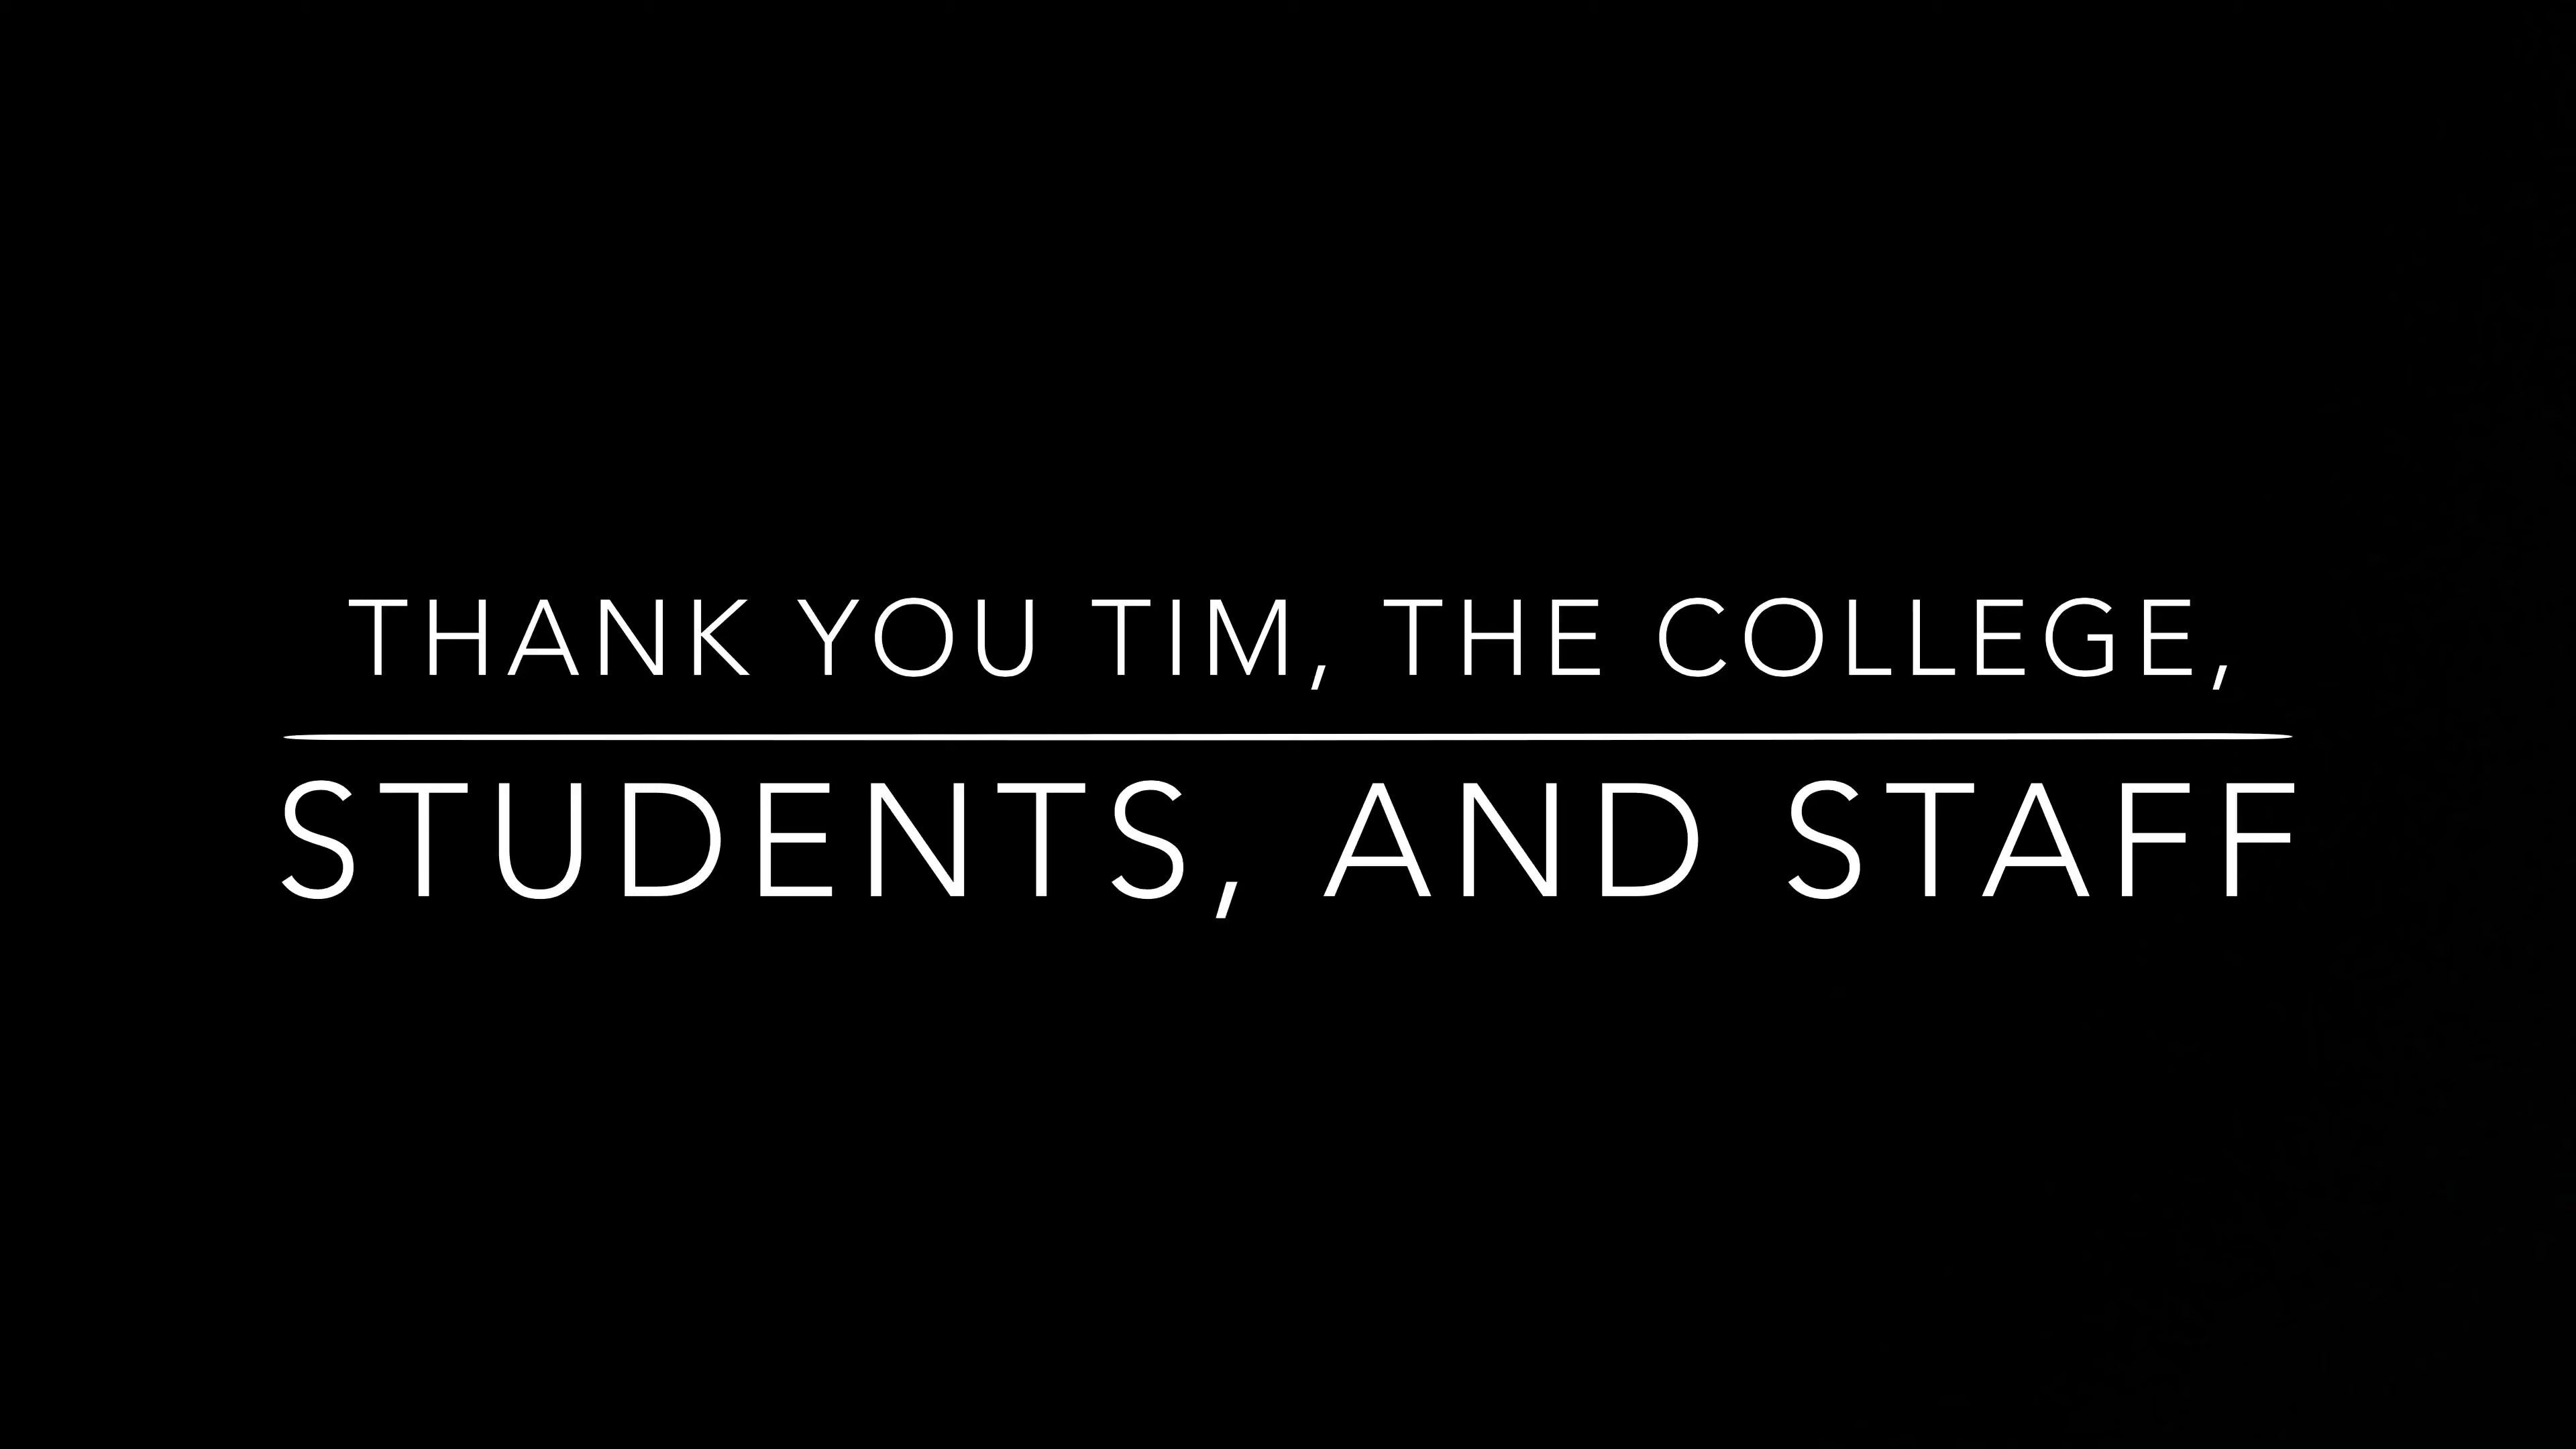 THANK YOU TIM, THE COLLEGE,
STUDENTS, AND STAFF